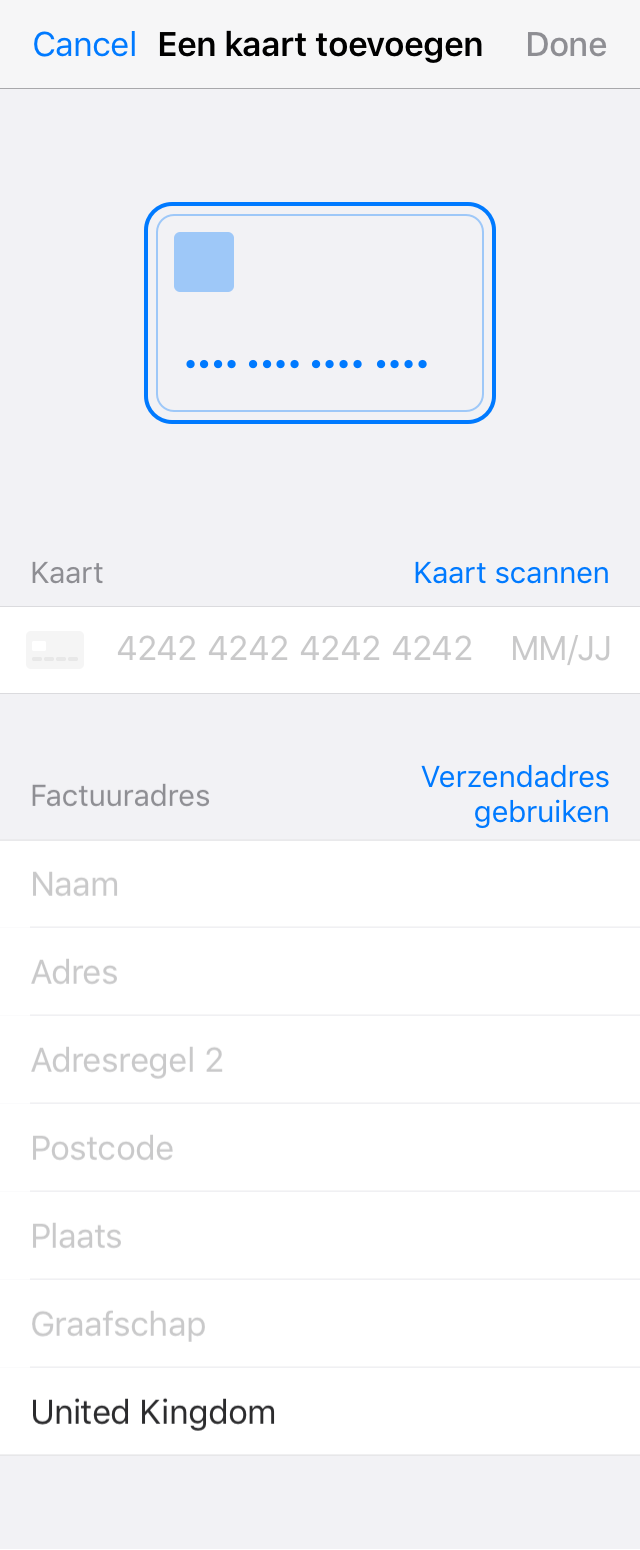 Cancel Een kaart toevoegen Done
Kaart Kaart scannen
4242 4242 4242 4242 MM/JJ
Factuuradres Verzendadres
gebruiken
Naam
Adres
Adresregel 2
Postcode
Plaats
Graafschap
United Kingdom